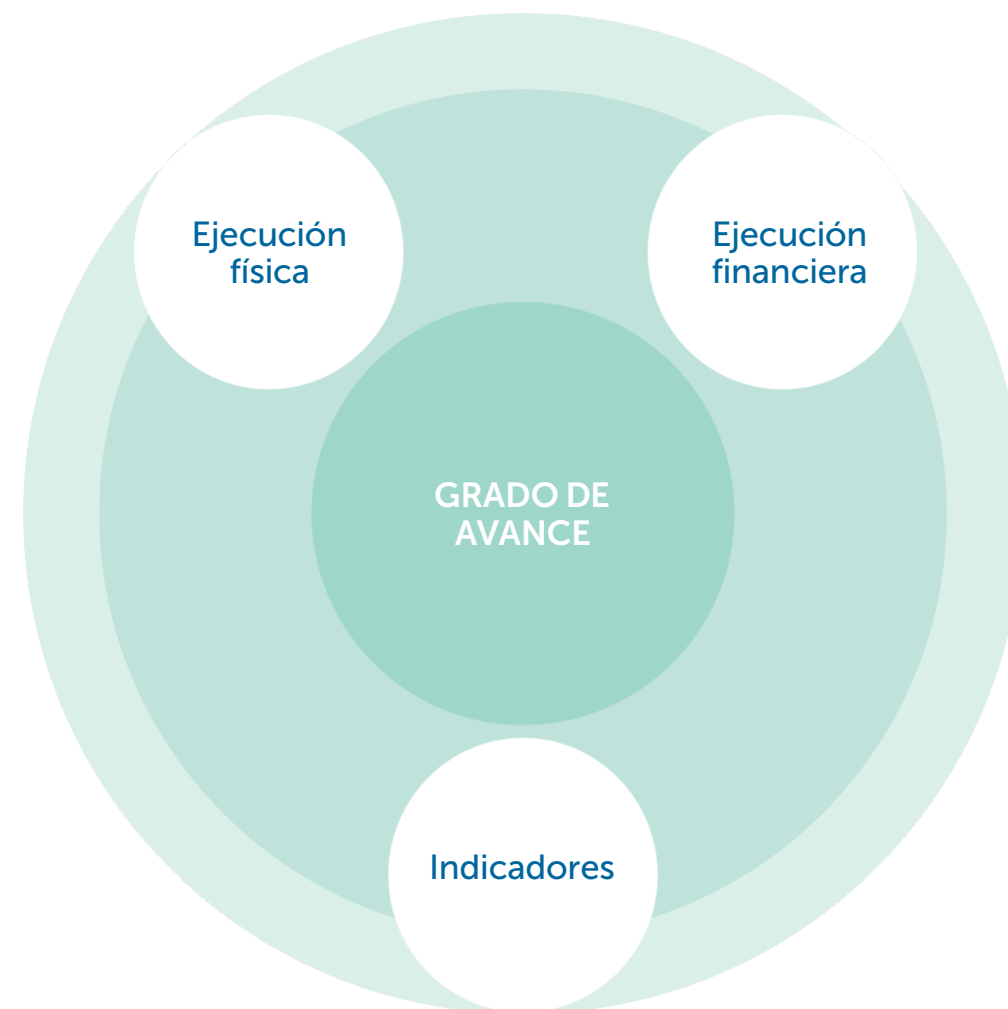 Ejecución
física
Ejecución
financiera
GRADO DE
AVANCE
Indicadores